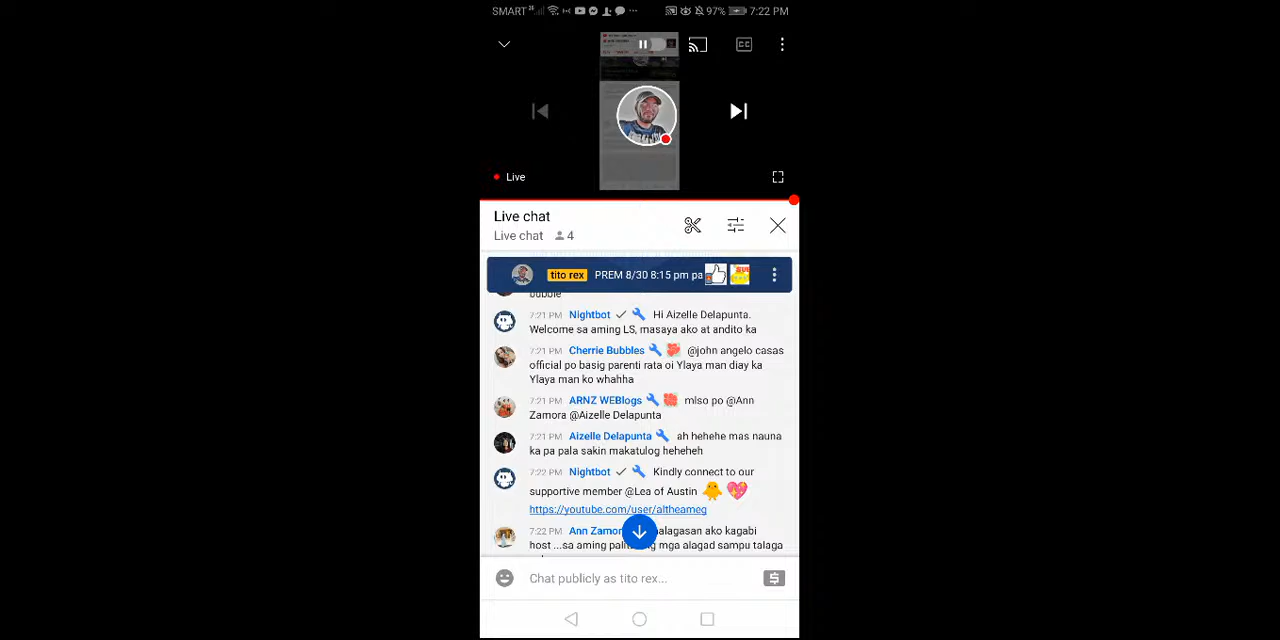 SMART 97% 7:22 PM
CC
Live
Live chat
Live chat 4
tito rex PREM 8/30 8:15 pm pa
bubble
7:21 PM Nightbot Hi Aizelle Delapunta.
Welcome sa aming LS, masaya ako at andito ka
7:21 PM Cherrie Bubbles @john angelo casas
official po basig parenti rata oi Ylaya man diay ka
Ylaya man ko whahha
7:21 PM ARNZ WEBlogs mlso po @Ann
Zamora @Aizelle Delapunta
7:21 PM Aizelle Delapunta ah hehehe mas nauna
ka pa pala sakin makatulog heheheh
7:22 PM Nightbot Kindly connect to our
supportive member @Lea of Austin
https://youtube.com/user/altheameg
7:22 PM Ann Zamor alagasan ako kagabi
host ...sa aming pali g mga alagad sampu talaga
Chat publicly as tito rex...